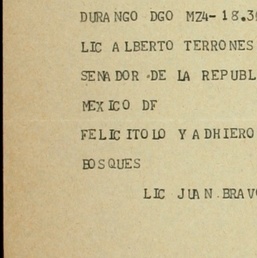 DURANGO DGO MZ4-18.3
LIC ALBERTO TERRONES
SENADOR DE LA REPUBL
MEXICO DF
FELICITOLO Y ADHIERO
BOSQUES
LIC JUAN BRAVO